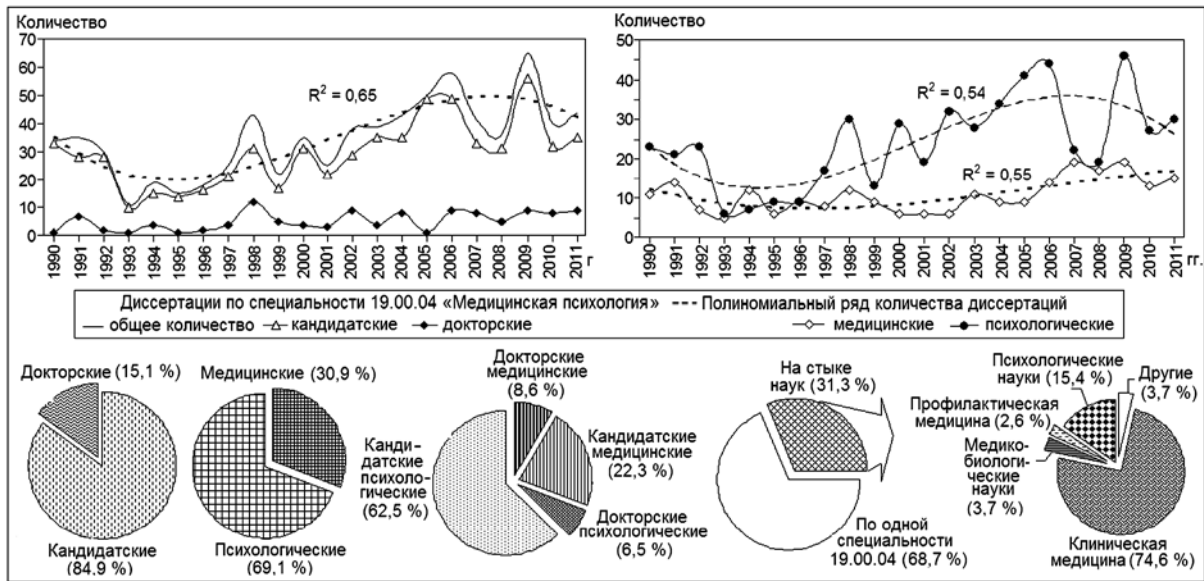 Количество
70
60
50
40
30
20
10
0
R² = 0,65
1990
1991
1992
1993
1994
1995
1996
1997
1998
1999
2000
2001
2002
2003
2004
2005
2006
2007
2008
2009
2010
2011
г
Количество
50
40
30
20
10
0
R² = 0,54
R² = 0,55
1990
1991
1992
1993
1994
1995
1996
1997
1998
1999
2000
2001
2002
2003
2004
2005
2006
2007
2008
2009
2010
2011
гг.
Диссертации по специальности 19.00.04 «Медицинская психология»
Полиномиальный ряд количества диссертаций
общее количество
кандидатские
докторские
медицинские
психологические
Докторские (15,1 %)
Кандидатские
(84,9 %)
Медицинские (30,9 %)
Психологические
(69,1 %)
Докторские
медицинские
(8,6 %)
Кандидатские
медицинские
(22,3 %)
Докторские
психологические
(6,5 %)
Канди-
датские
психоло-
гические
(62,5 %)
На стыке
наук (31,3 %)
По одной
специальности
19.00.04 (68,7 %)
Психологические
науки (15,4 %)
Другие
(3,7 %)
Профилактическая
медицина (2,6 %)
Медико-
биологи-
ческие
науки
(3,7 %)
Клиническая
медицина (74,6 %)